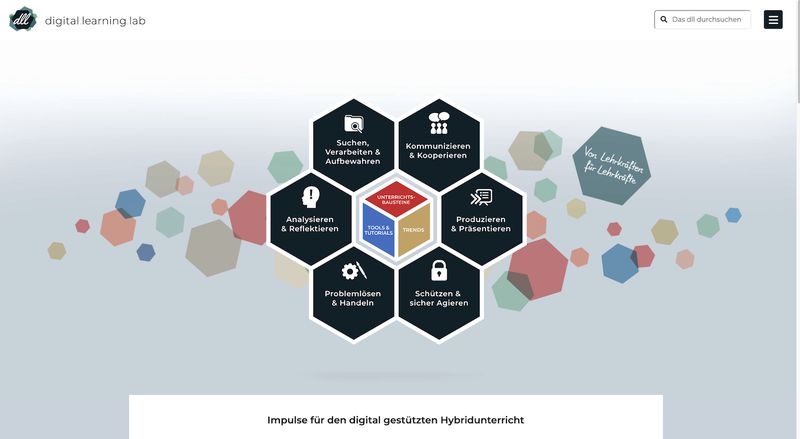 dll
digital learning lab
Das dll durchsuchen
Suchen,
Verarbeiten &
Aufbewahren
Kommunizieren
& Kooperieren
Von Lehrkräften
für Lehrkräfte
Analysieren
& Reflektieren
UNTERRICHTS-
BAUSTEINE
TOOLS &
TUTORIALS
TRENDS
Produzieren
& Präsentieren
Problemlösen
& Handeln
Schützen &
sicher Agieren
Impulse für den digital gestützten Hybridunterricht